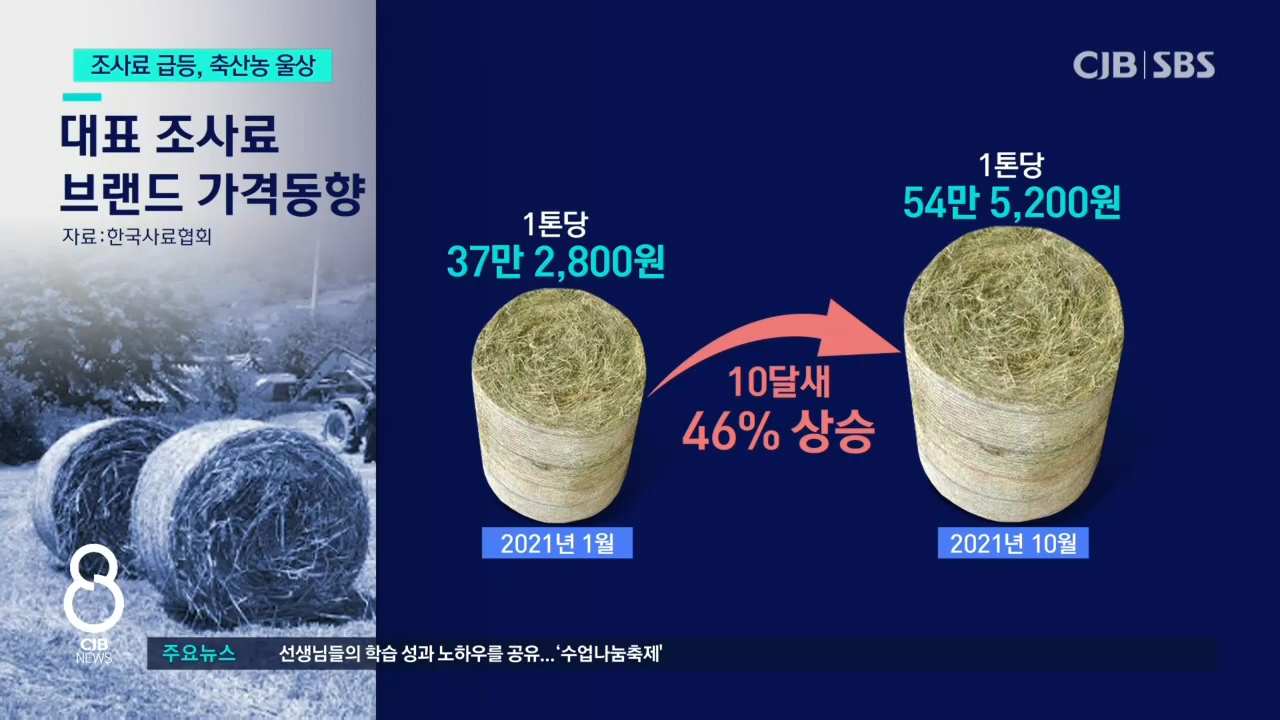 조사료 급등, 축산농 울상
CJB SBS
대표 조사료
브랜드 가격동향
자료:한국사료협회
1톤당
37만 2,800원
1톤당
54만 5,200원
10달새
46% 상승
2021년 1월
2021년 10월
8
CJB
NEWS
주요뉴스 선생님들의 학습 성과 노하우를 공유...‘수업나눔축제'